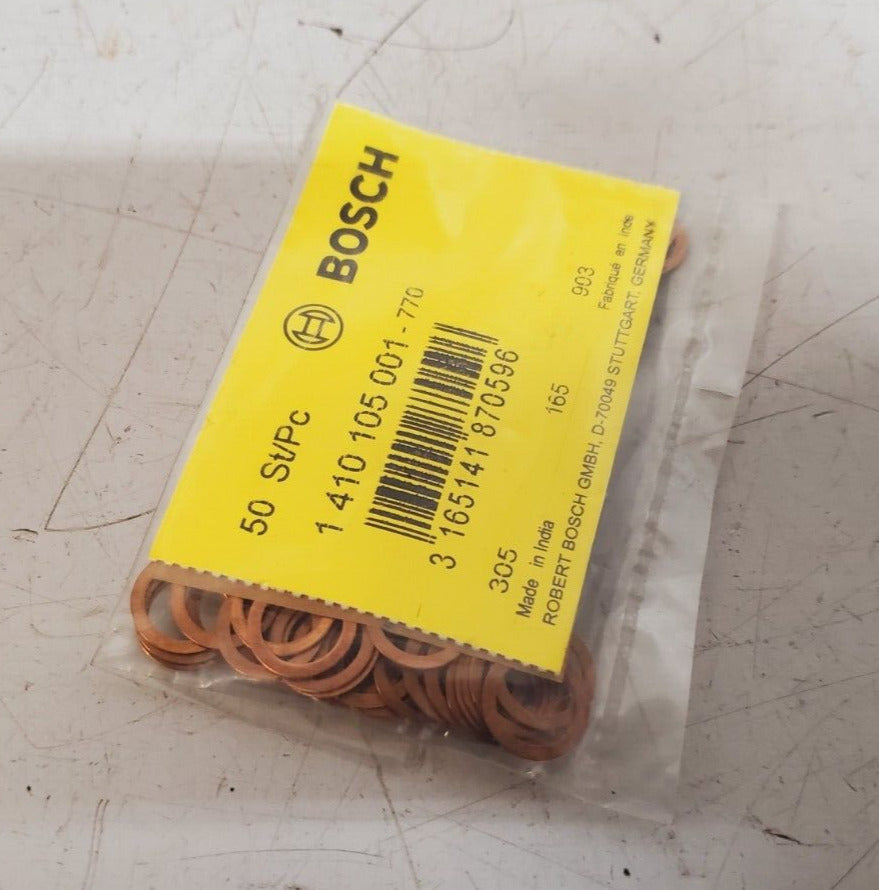 BOSCH
50 St/Pc
1 410 105 001 - 770
3 165141 870596
305 165 903
Made in India Fabriqué en Inde
ROBERT BOSCH GMBH, D-70049 STUTTGART, GERMANY